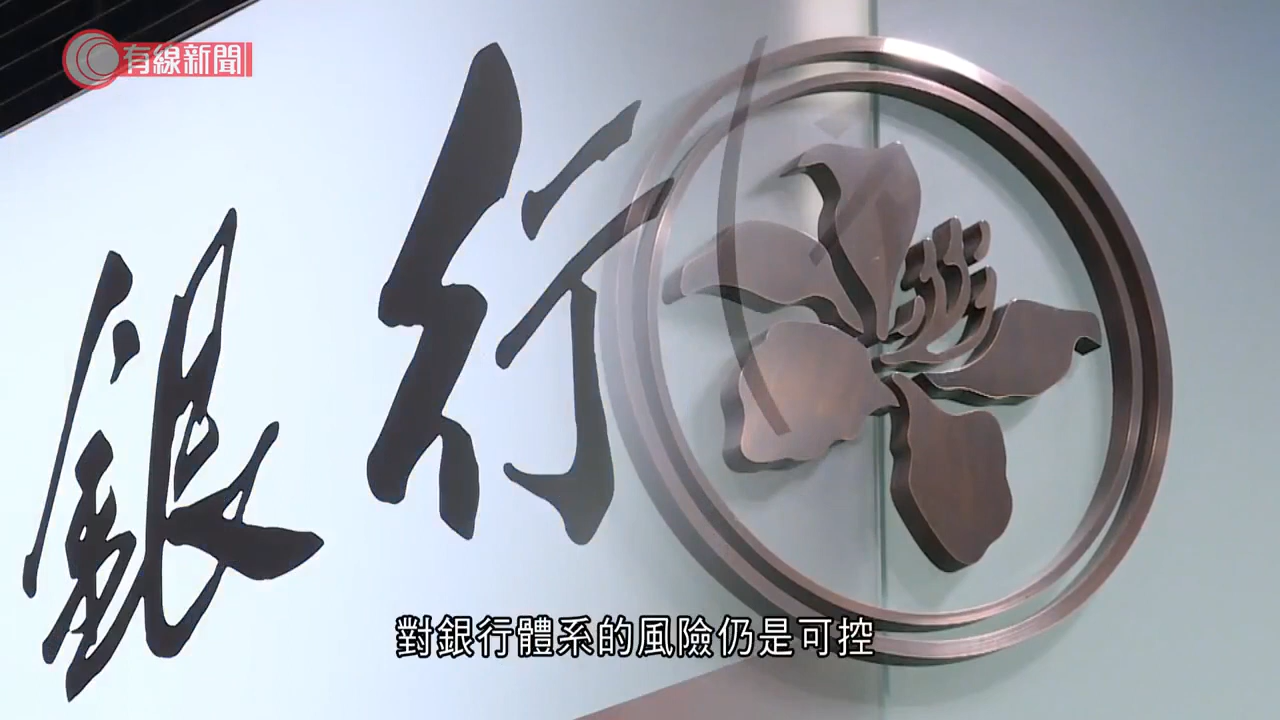 有線新聞
銀行
對銀行體系的風險仍是可控